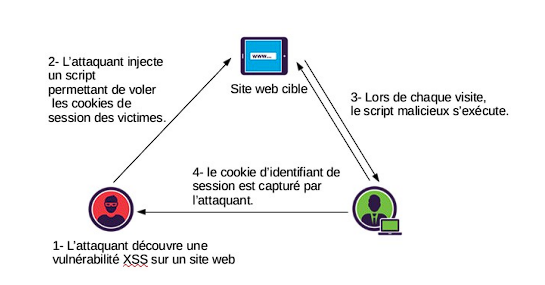 2- L'attaquant injecte
un script
permettant de voler
les cookies de
session des victimes.
www...
Site web cible
3- Lors de chaque visite,
le script malicieux s'exécute.
4- le cookie d'identifiant de
session est capturé par
l'attaquant.
1- L'attaquant découvre une
vulnérabilité XSS sur un site web